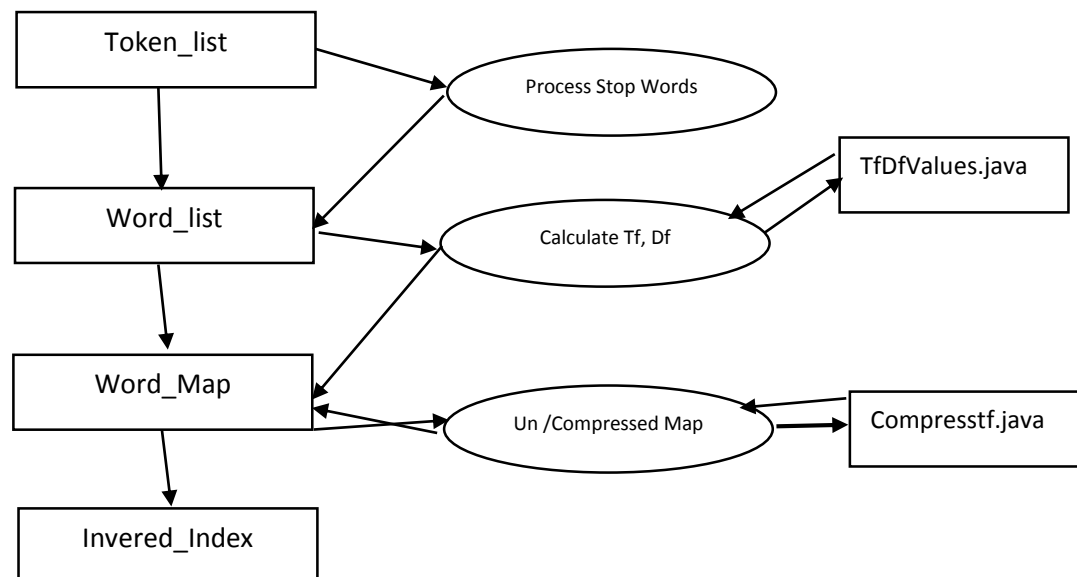 Token_list
Process Stop Words
TfDfValues.java
Word_list
Calculate Tf, Df
Word_Map
Un /Compressed Map
Compresstf.java
Invered_Index